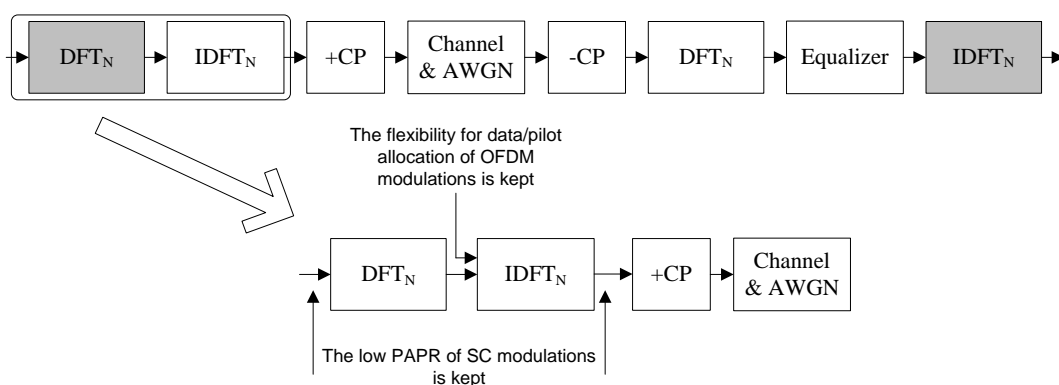 DFT_N
IDFT_N
+CP
Channel
& AWGN
-CP
DFT_N
Equalizer
IDFT_N
The flexibility for data/pilot
allocation of OFDM
modulations is kept
DFT_N
IDFT_N
+CP
Channel
& AWGN
The low PAPR of SC modulations
is kept